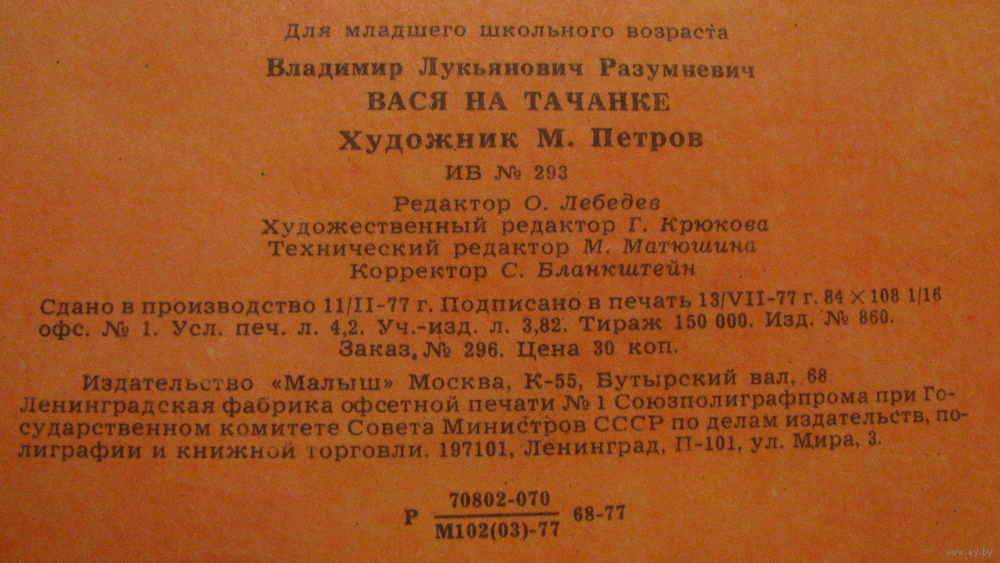 Для младшего школьного возраста
Владимир Лукьянович Разумневич
ВАСЯ НА ТАЧАНКЕ
Художник М. Петров
ИБ № 293
Редактор О. Лебедев
Художественный редактор Г. Крюкова
Технический редактор М. Матюшина
Корректор С. Бланкштейн
Сдано в производство 11/II-77 г. Подписано в печать 13/VII-77 г. 84 × 108 1/16
офс. № 1. Усл. печ. л. 4,2. Уч.-изд. л. 3,82. Тираж 150 000. Изд. № 860.
Заказ № 296. Цена 30 коп.
Издательство «Малыш» Москва, К-55, Бутырский вал, 68
Ленинградская фабрика офсетной печати № 1 Союзполиграфпрома при Го-
сударственном комитете Совета Министров СССР по делам издательств, по-
лиграфии и книжной торговли. 197101, Ленинград, П-101, ул. Мира, 3.
70802-070
Р 68-77
М102(03)-77
www.ay.by